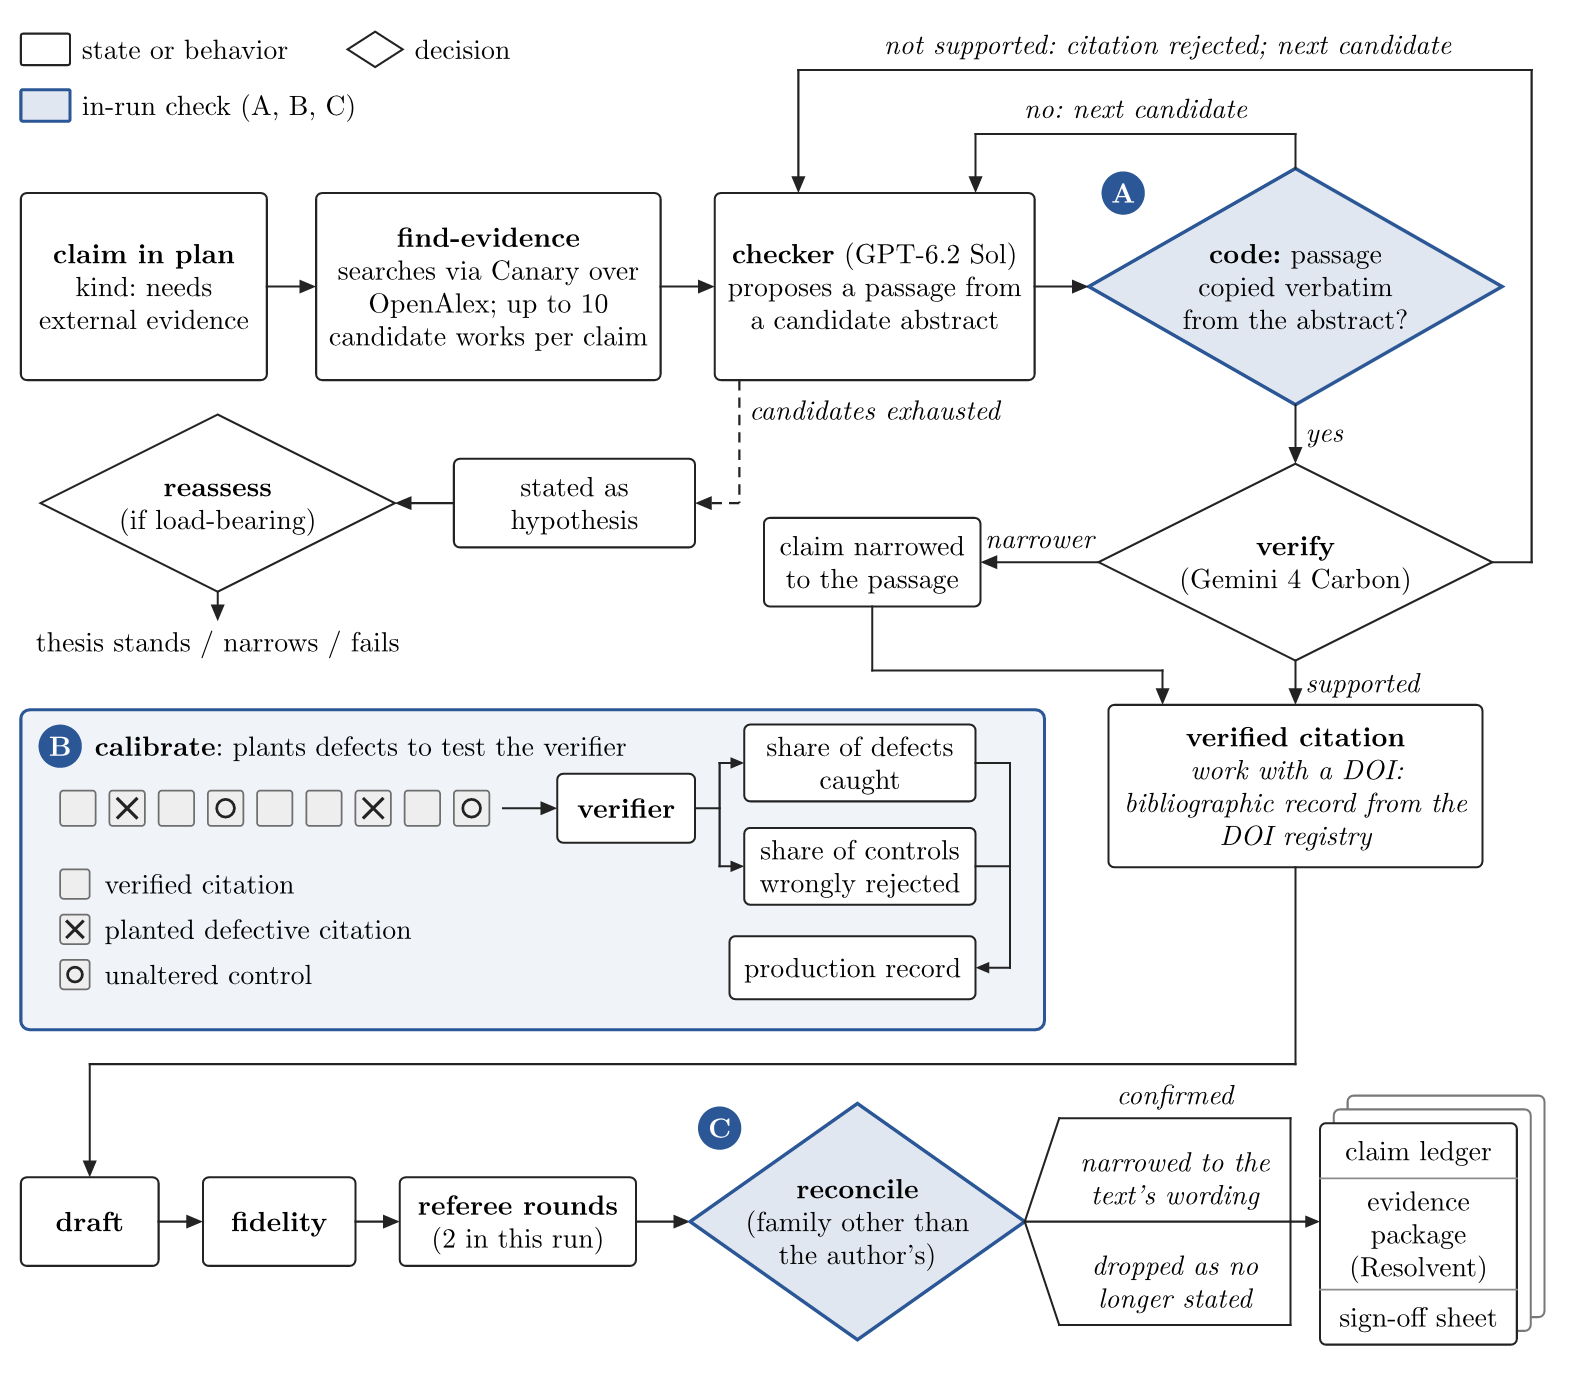 state or behavior
decision
in-run check (A, B, C)
not supported: citation rejected; next candidate
no: next candidate
claim in plan
kind: needs
external evidence
find-evidence
searches via Canary over
OpenAlex; up to 10
candidate works per claim
checker (GPT-6.2 Sol)
proposes a passage from
a candidate abstract
A
code: passage
copied verbatim
from the abstract?
candidates exhausted
yes
reassess
(if load-bearing)
stated as
hypothesis
claim narrowed
to the passage
narrower
verify
(Gemini 4 Carbon)
thesis stands / narrows / fails
supported
B
calibrate: plants defects to test the verifier
verifier
share of defects
caught
share of controls
wrongly rejected
production record
verified citation
planted defective citation
unaltered control
verified citation
work with a DOI:
bibliographic record from the
DOI registry
draft
fidelity
referee rounds
(2 in this run)
C
reconcile
(family other than
the author's)
confirmed
narrowed to the
text's wording
dropped as no
longer stated
claim ledger
evidence
package
(Resolvent)
sign-off sheet